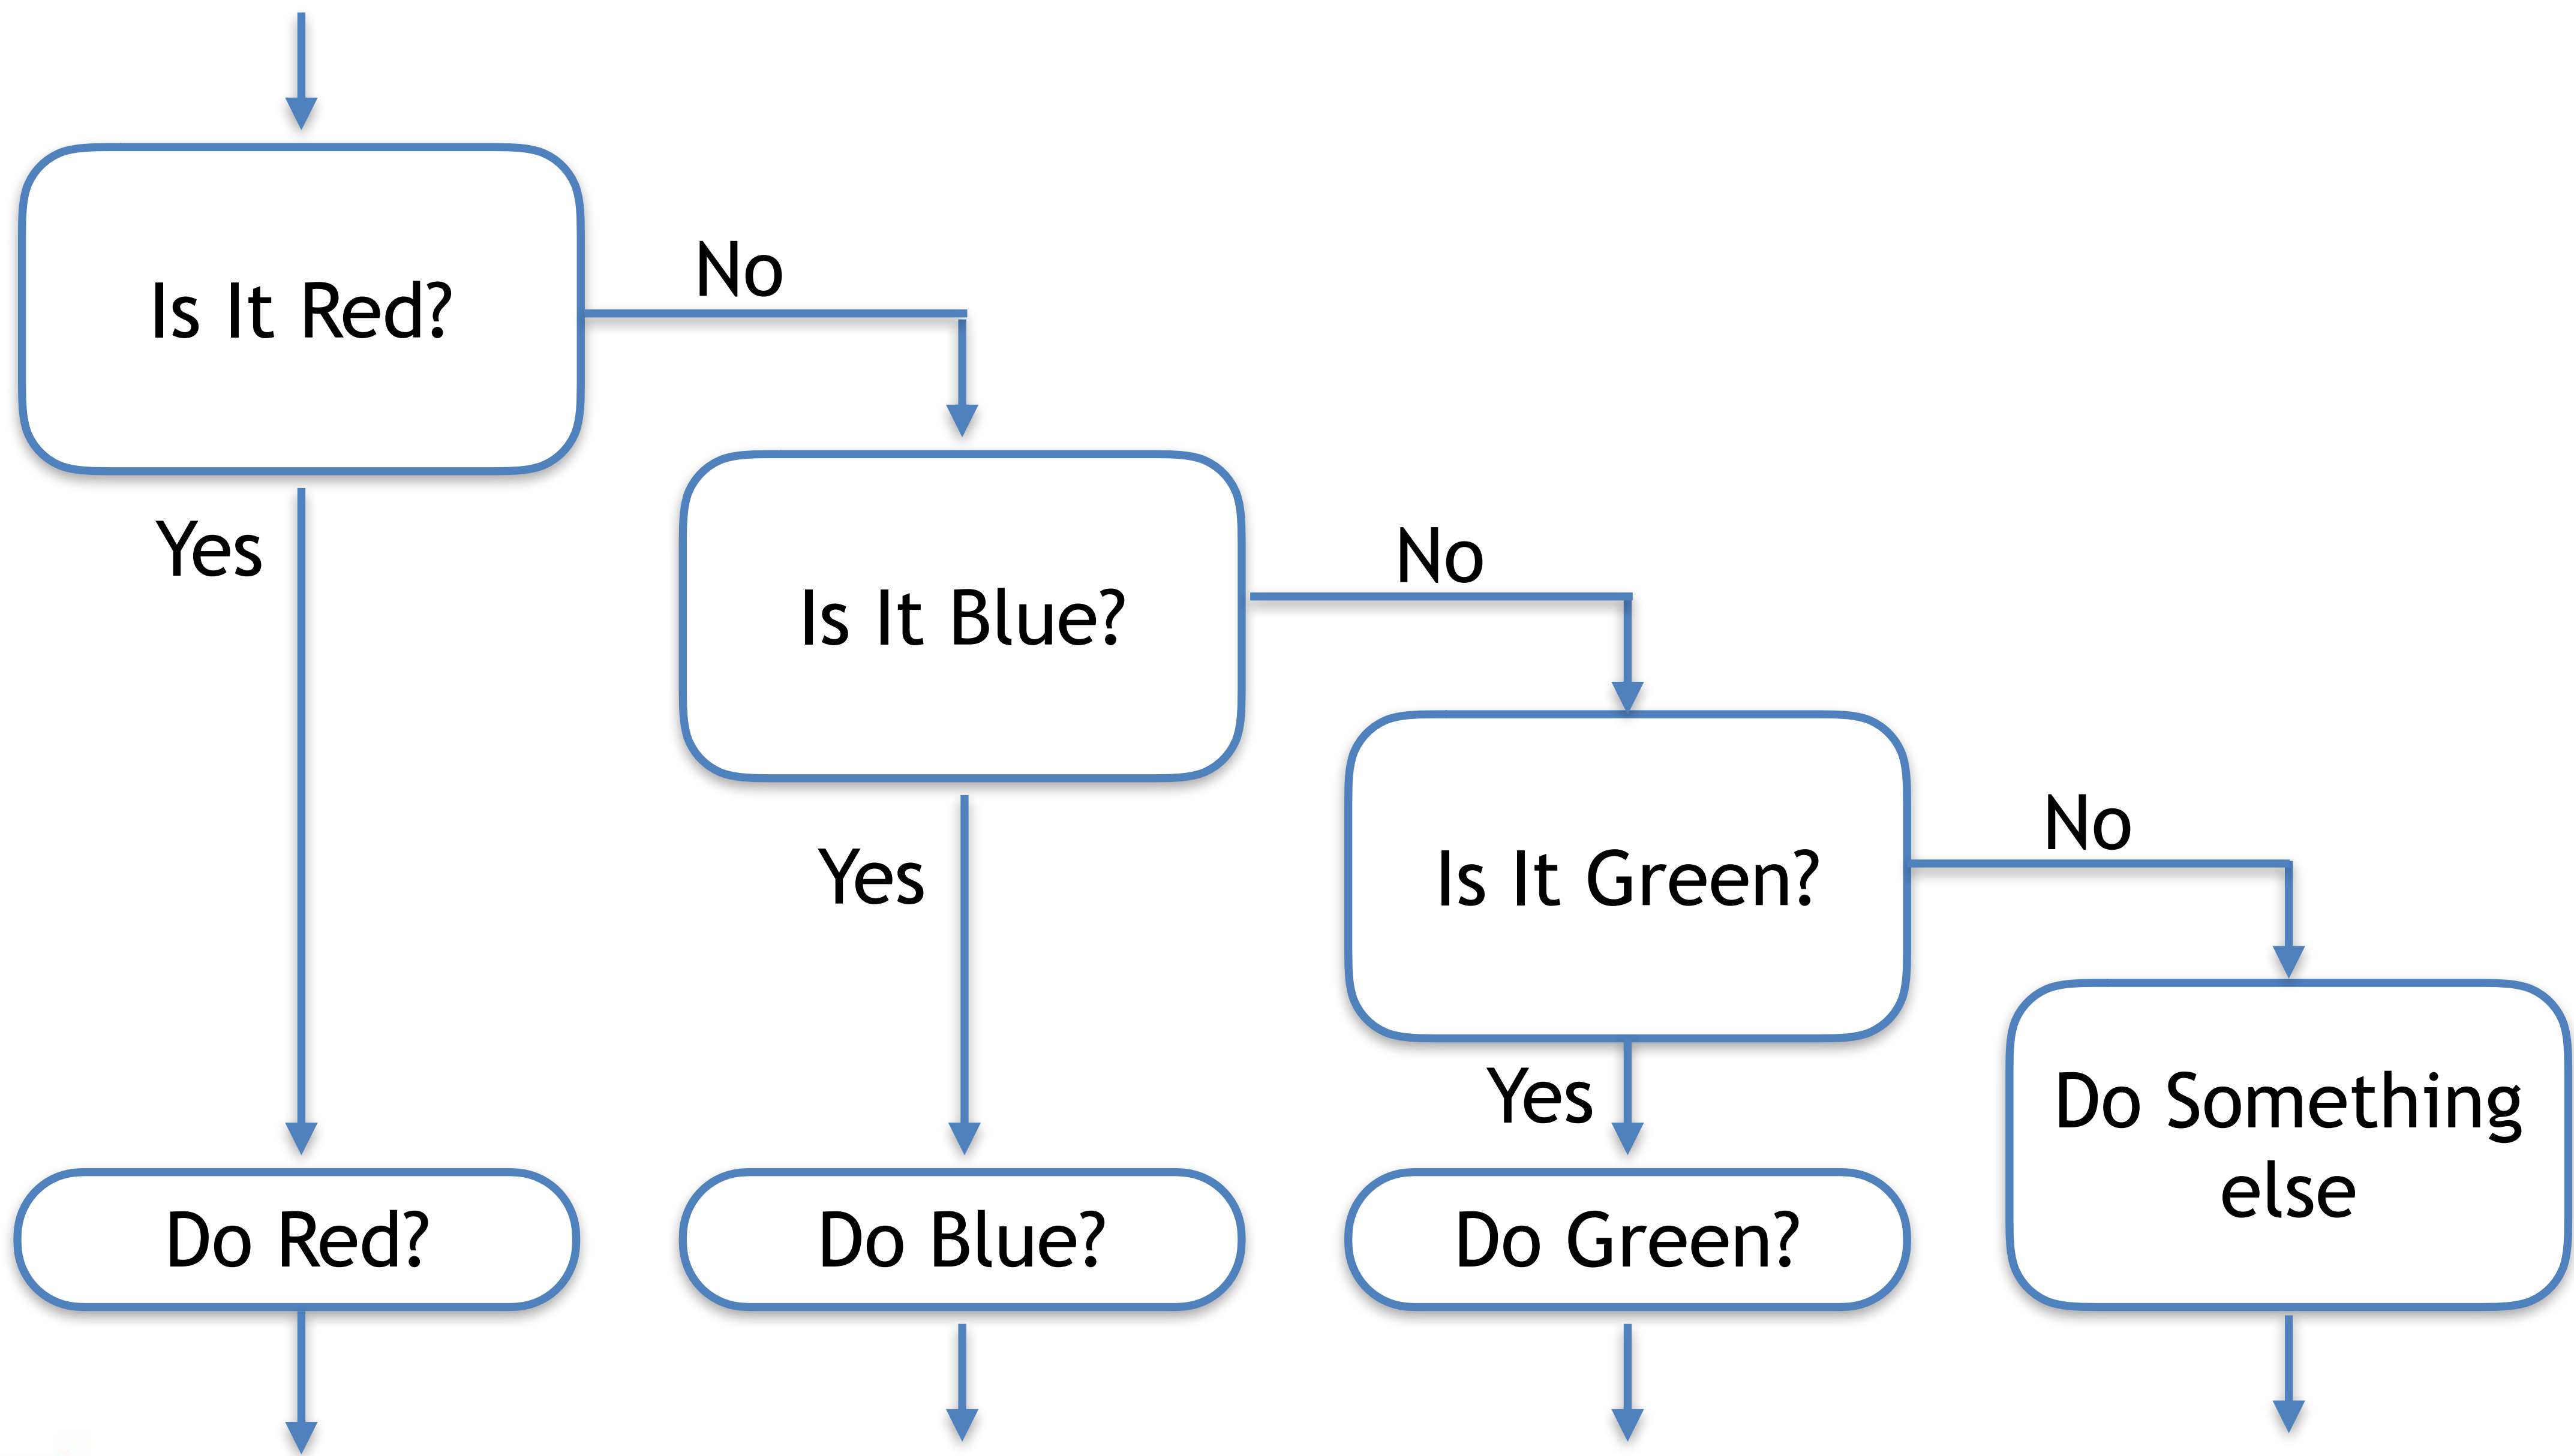 Is It Red?
No
Yes
Is It Blue?
No
Yes
Is It Green?
No
Yes
Do Something
else
Do Red?
Do Blue?
Do Green?